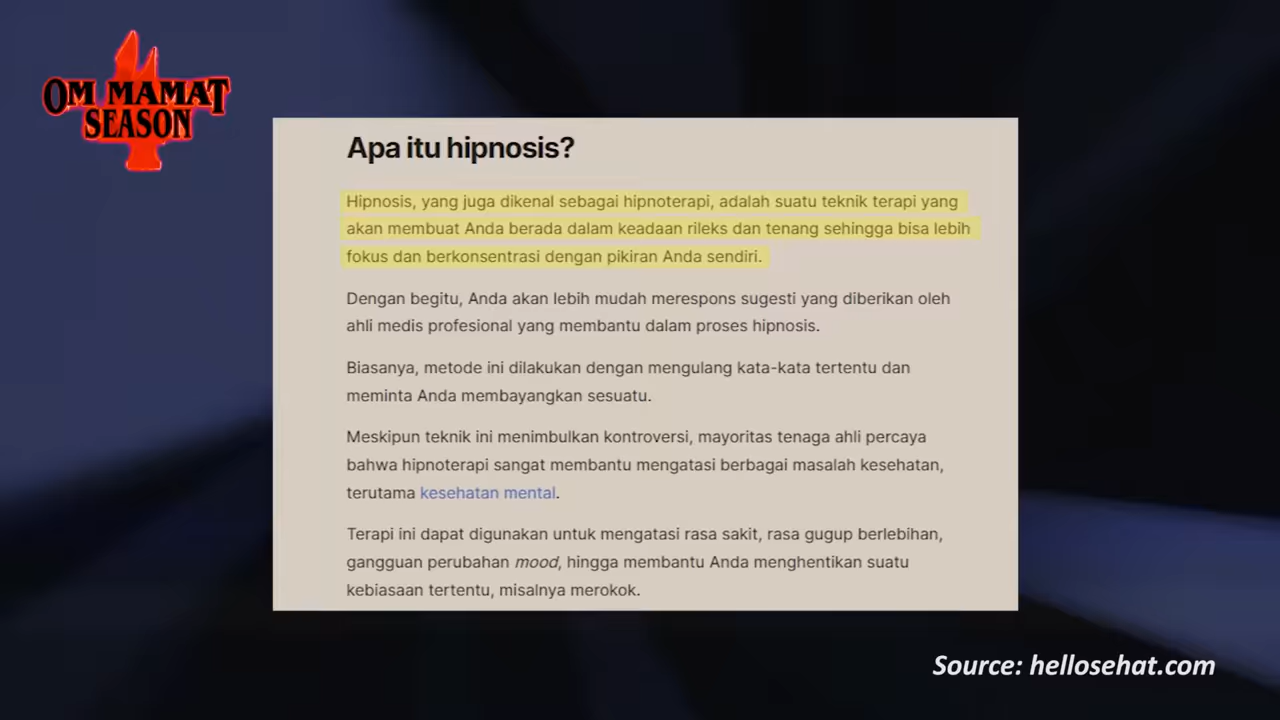 OM MAMAT
SEASON
4
Apa itu hipnosis?
Hipnosis, yang juga dikenal sebagai hipnoterapi, adalah suatu teknik terapi yang
akan membuat Anda berada dalam keadaan rileks dan tenang sehingga bisa lebih
fokus dan berkonsentrasi dengan pikiran Anda sendiri.
Dengan begitu, Anda akan lebih mudah merespons sugesti yang diberikan oleh
ahli medis profesional yang membantu dalam proses hipnosis.
Biasanya, metode ini dilakukan dengan mengulang kata-kata tertentu dan
meminta Anda membayangkan sesuatu.
Meskipun teknik ini menimbulkan kontroversi, mayoritas tenaga ahli percaya
bahwa hipnoterapi sangat membantu mengatasi berbagai masalah kesehatan,
terutama kesehatan mental.
Terapi ini dapat digunakan untuk mengatasi rasa sakit, rasa gugup berlebihan,
gangguan perubahan mood, hingga membantu Anda menghentikan suatu
kebiasaan tertentu, misalnya merokok.
Source: hellosehat.com